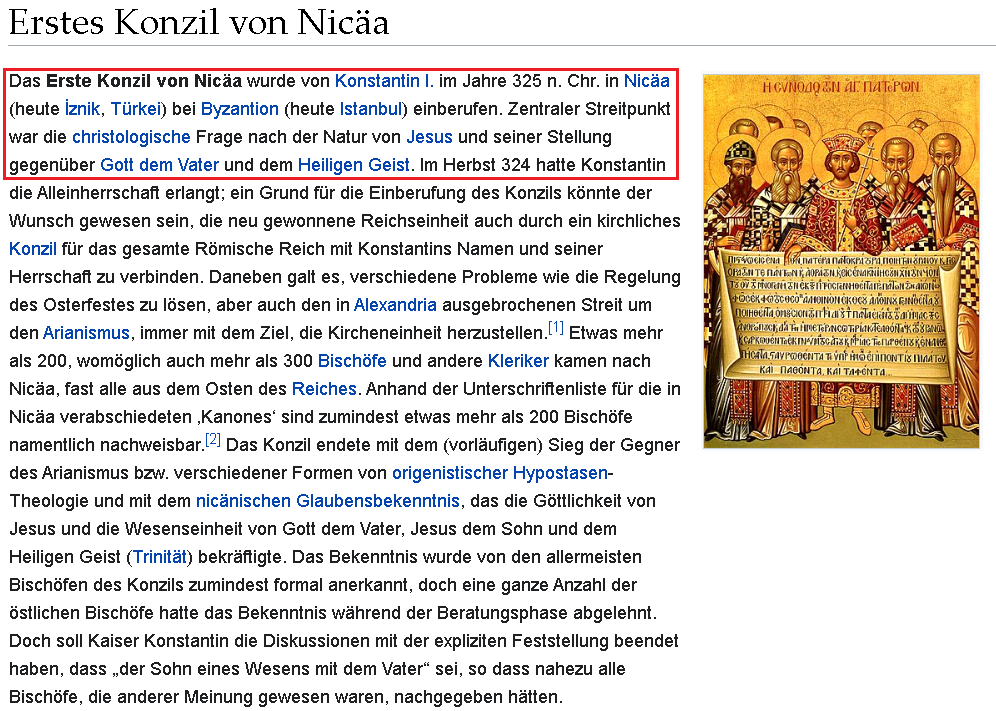 Erstes Konzil von Nicäa
Das Erste Konzil von Nicäa wurde von Konstantin I. im Jahre 325 n. Chr. in Nicäa
(heute İznik, Türkei) bei Byzantion (heute Istanbul) einberufen. Zentraler Streitpunkt
war die christologische Frage nach der Natur von Jesus und seiner Stellung
gegenüber Gott dem Vater und dem Heiligen Geist. Im Herbst 324 hatte Konstantin
die Alleinherrschaft erlangt; ein Grund für die Einberufung des Konzils könnte der
Wunsch gewesen sein, die neu gewonnene Reichseinheit auch durch ein kirchliches
Konzil für das gesamte Römische Reich mit Konstantins Namen und seiner
Herrschaft zu verbinden. Daneben galt es, verschiedene Probleme wie die Regelung
des Osterfestes zu lösen, aber auch den in Alexandria ausgebrochenen Streit um
den Arianismus, immer mit dem Ziel, die Kircheneinheit herzustellen.[1] Etwas mehr
als 200, womöglich auch mehr als 300 Bischöfe und andere Kleriker kamen nach
Nicäa, fast alle aus dem Osten des Reiches. Anhand der Unterschriftenliste für die in
Nicäa verabschiedeten ‚Kanones‘ sind zumindest etwas mehr als 200 Bischöfe
namentlich nachweisbar.[2] Das Konzil endete mit dem (vorläufigen) Sieg der Gegner
des Arianismus bzw. verschiedener Formen von origenistischer Hypostasen-
Theologie und mit dem nicänischen Glaubensbekenntnis, das die Göttlichkeit von
Jesus und die Wesenseinheit von Gott dem Vater, Jesus dem Sohn und dem
Heiligen Geist (Trinität) bekräftigte. Das Bekenntnis wurde von den allermeisten
Bischöfen des Konzils zumindest formal anerkannt, doch eine ganze Anzahl der
östlichen Bischöfe hatte das Bekenntnis während der Beratungsphase abgelehnt.
Doch soll Kaiser Konstantin die Diskussionen mit der expliziten Feststellung beendet
haben, dass „der Sohn eines Wesens mit dem Vater“ sei, so dass nahezu alle
Bischöfe, die anderer Meinung gewesen waren, nachgegeben hätten.